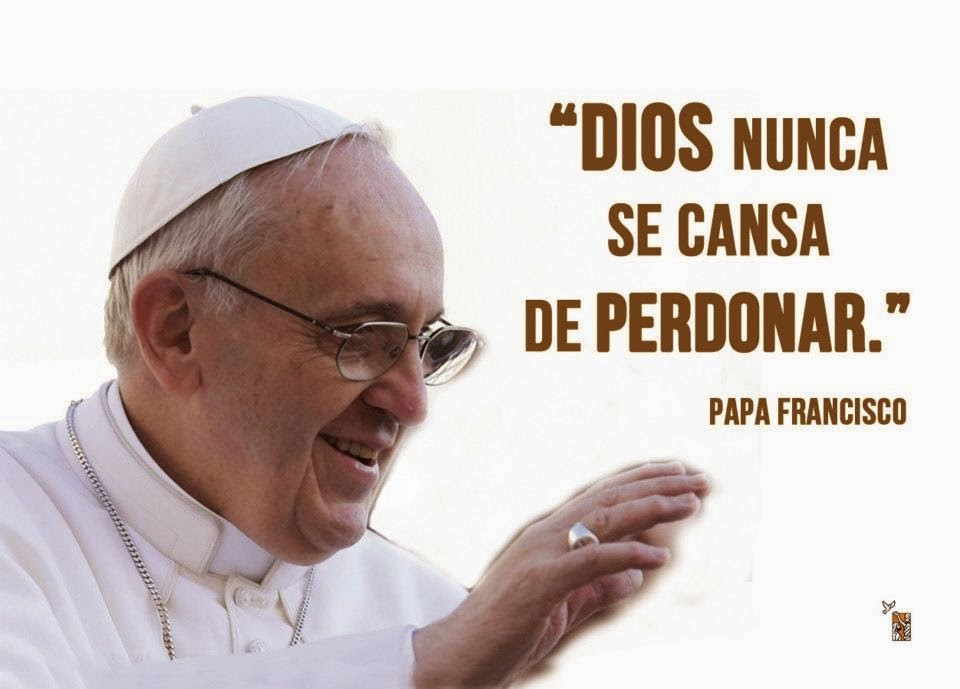 “DIOS NUNCA
SE CANSA
DE PERDONAR.”
PAPA FRANCISCO